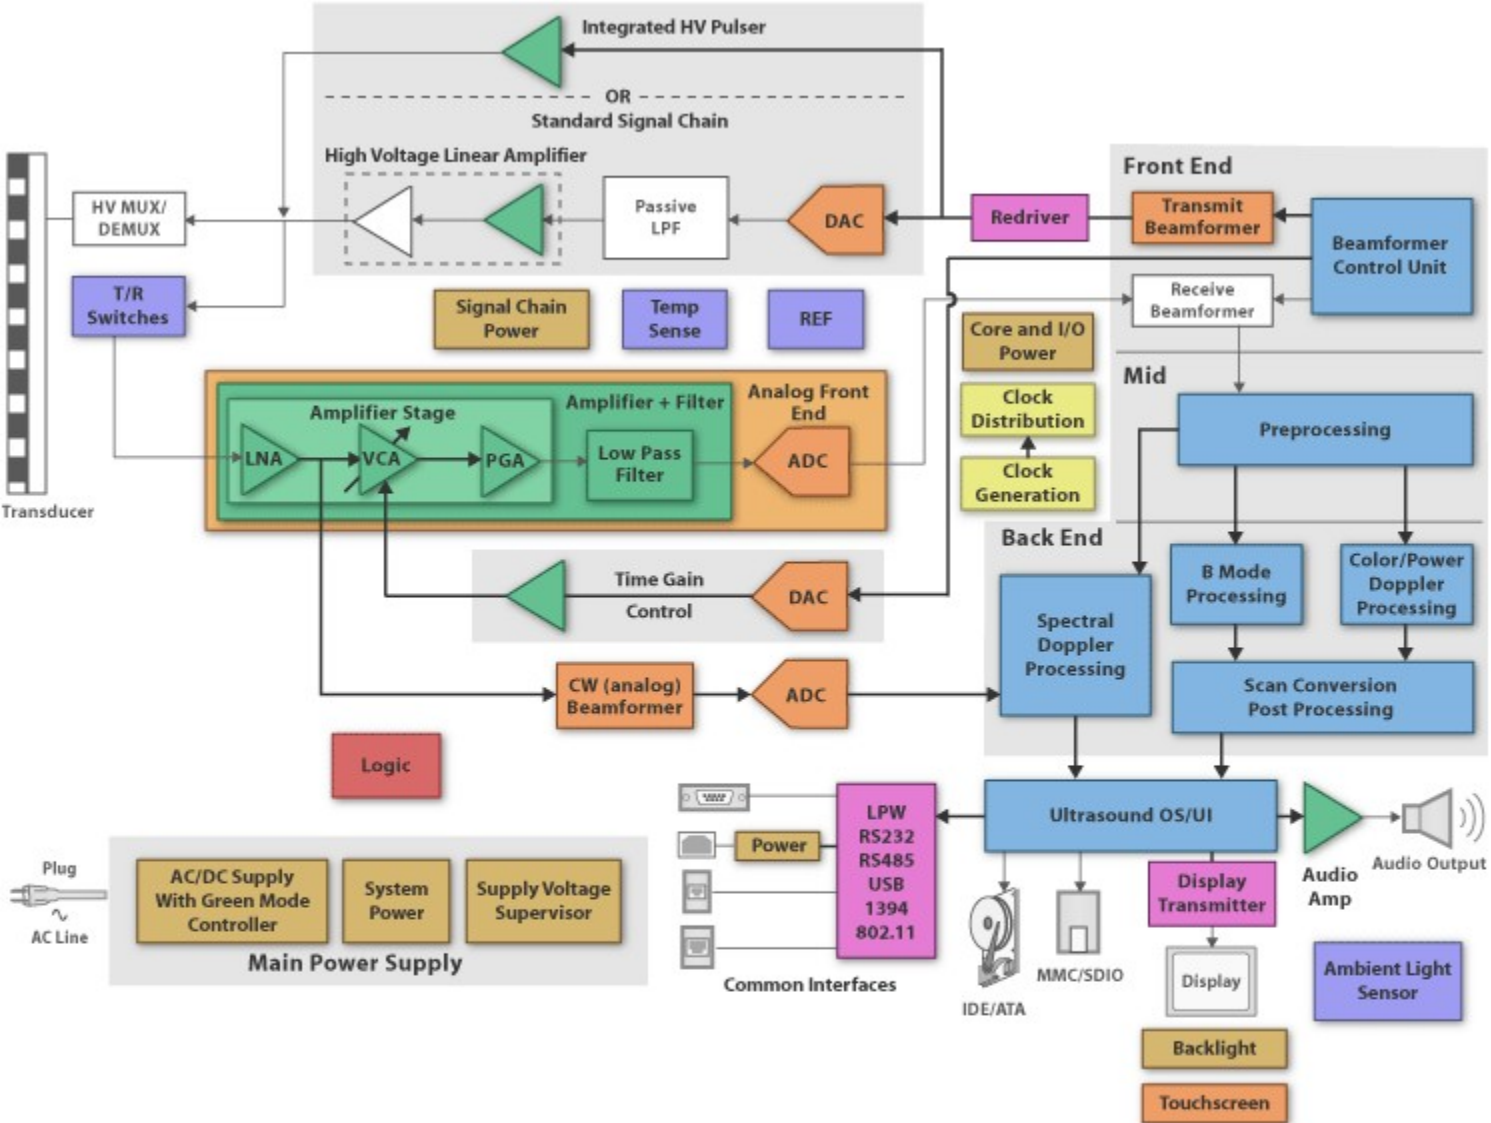 Integrated HV Pulser
OR
Standard Signal Chain
High Voltage Linear Amplifier
HV MUX/
DEMUX
Passive
LPF
DAC
Redriver
Front End
Transmit
Beamformer
Beamformer
Control Unit
Receive
Beamformer
T/R
Switches
Signal Chain
Power
Temp
Sense
REF
Core and I/O
Power
Clock
Distribution
Clock
Generation
Mid
Preprocessing
Transducer
Amplifier Stage
Amplifier + Filter
Analog Front
End
LNA
VCA
PGA
Low Pass
Filter
ADC
Time Gain
Control
DAC
CW (analog)
Beamformer
ADC
Back End
Spectral
Doppler
Processing
B Mode
Processing
Color/Power
Doppler
Processing
Scan Conversion
Post Processing
Logic
Ultrasound OS/UI
LPW
RS232
RS485
USB
1394
802.11
Power
Common Interfaces
IDE/ATA
MMC/SDIO
Display
Transmitter
Display
Audio
Amp
Audio Output
Ambient Light
Sensor
Backlight
Touchscreen
Plug
AC Line
AC/DC Supply
With Green Mode
Controller
System
Power
Supply Voltage
Supervisor
Main Power Supply